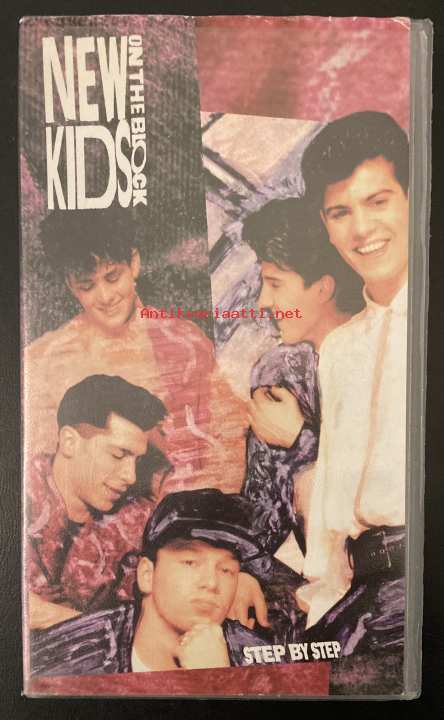 NEW
KIDS
ON THE BLOCK
Antikvariaatti.net
STEP BY STEP